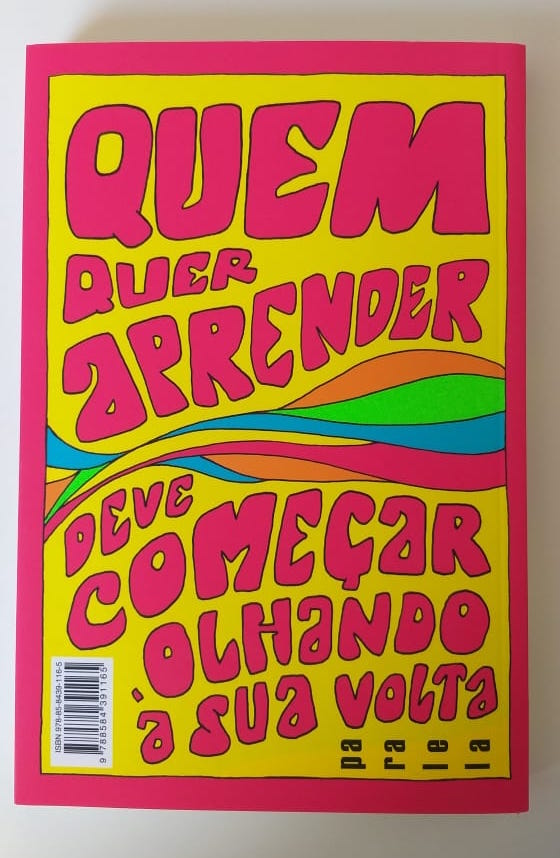 QUEM
QUER
APRENDER
DEVE
COMEÇAR
OLHANDO
À SUA VOLTA
ISBN 978-85-8439-116-5
9 788584 391165
pa
ra
le
la